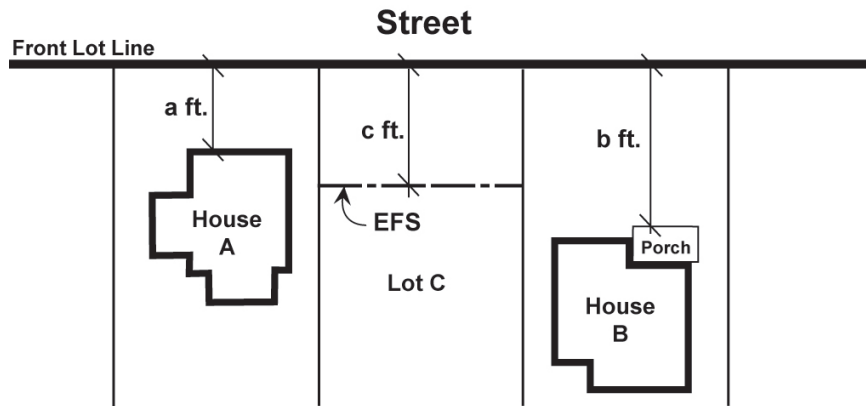 Street
Front Lot Line
a ft.
c ft.
b ft.
House
A
EFS
Porch
Lot C
House
B